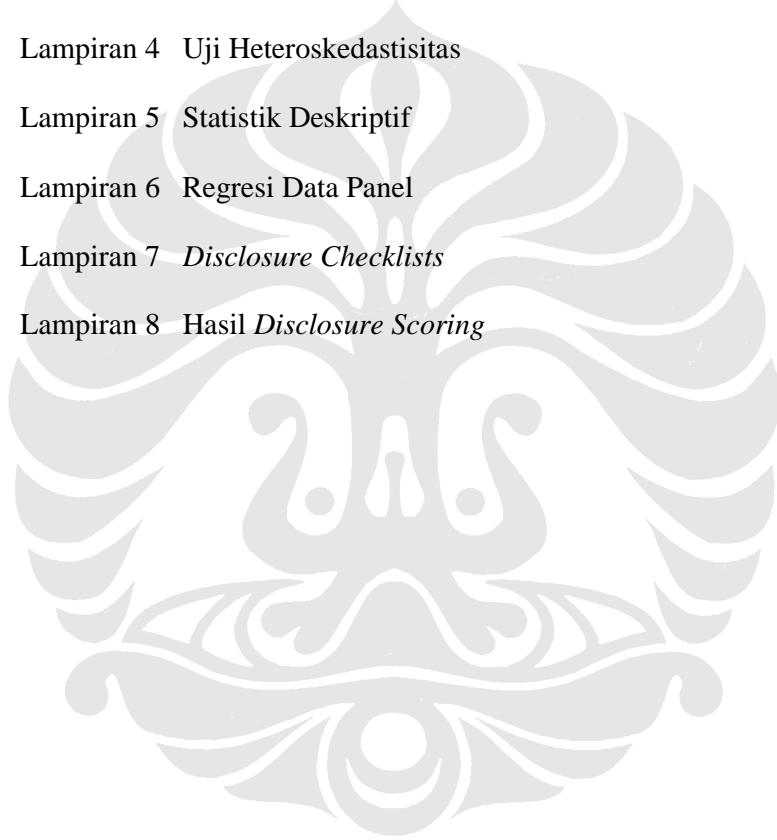 Lampiran 4 Uji Heteroskedastisitas
Lampiran 5 Statistik Deskriptif
Lampiran 6 Regresi Data Panel
Lampiran 7 Disclosure Checklists
Lampiran 8 Hasil Disclosure Scoring